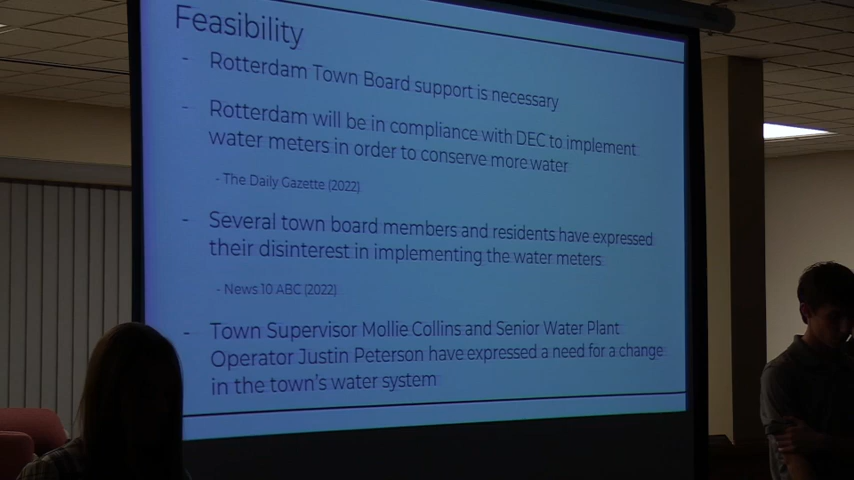 Feasibility
- Rotterdam Town Board support is necessary
- Rotterdam will be in compliance with DEC to implement
water meters in order to conserve more water
- The Daily Gazette (2022)
- Several town board members and residents have expressed
their disinterest in implementing the water meters
- News 10 ABC (2022)
- Town Supervisor Mollie Collins and Senior Water Plant
Operator Justin Peterson have expressed a need for a change
in the town's water system